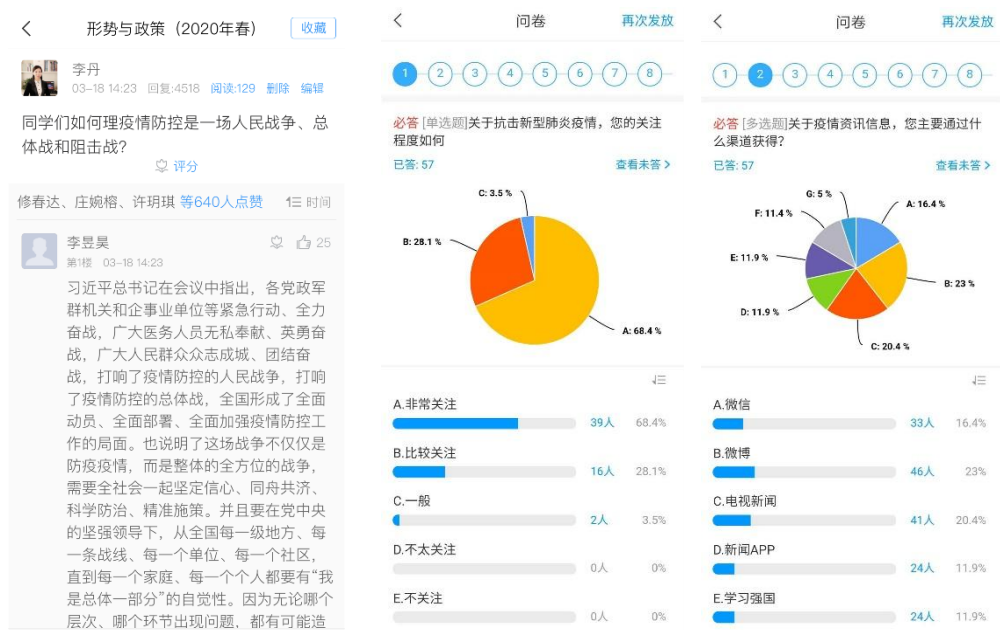 形势与政策（2020年春）
收藏
李丹
03-18 14:23 回复:4518 阅读:129 删除 编辑
同学们如何理疫情防控是一场人民战争、总
体战和阻击战?
评分
修春达、庄婉榕、许玥琪 等640人点赞
时间
李昱昊
25
第1楼 03-18 14:23
习近平总书记在会议中指出，各党政军
群机关和企事业单位等紧急行动、全力
奋战，广大医务人员无私奉献、英勇奋
战，广大人民群众众志成城、团结奋
战，打响了疫情防控的人民战争，打响
了疫情防控的总体战，全国形成了全面
动员、全面部署、全面加强疫情防控工
作的局面。也说明了这场战争不仅仅是
防疫疫情，而是整体的全方位的战争，
需要全社会一起坚定信心、同舟共济、
科学防治、精准施策。并且要在党中央
的坚强领导下，从全国每一级地方、每
一条战线、每一个单位、每一个社区，
直到每一个家庭、每一个个人都要有“我
是总体一部分”的自觉性。因为无论哪个
层次、哪个环节出现问题，都有可能造
问卷
再次发放
1 2 3 4 5 6 7 8
必答 [单选题]关于抗击新型肺炎疫情，您的关注
程度如何
已答: 57
查看未答
C: 3.5 %
B: 28.1 %
A: 68.4 %
A.非常关注
39人 68.4%
B.比较关注
16人 28.1%
C.一般
2人 3.5%
D.不太关注
0人 0%
E.不关注
0人 0%
问卷
再次发放
1 2 3 4 5 6 7 8
必答 [多选题]关于疫情资讯信息，您主要通过什
么渠道获得?
已答: 57
查看未答
G: 5 %
A: 16.4 %
F: 11.4 %
E: 11.9 %
B: 23 %
D: 11.9 %
C: 20.4 %
A.微信
33人 16.4%
B.微博
46人 23%
C.电视新闻
41人 20.4%
D.新闻APP
24人 11.9%
E.学习强国
24人 11.9%